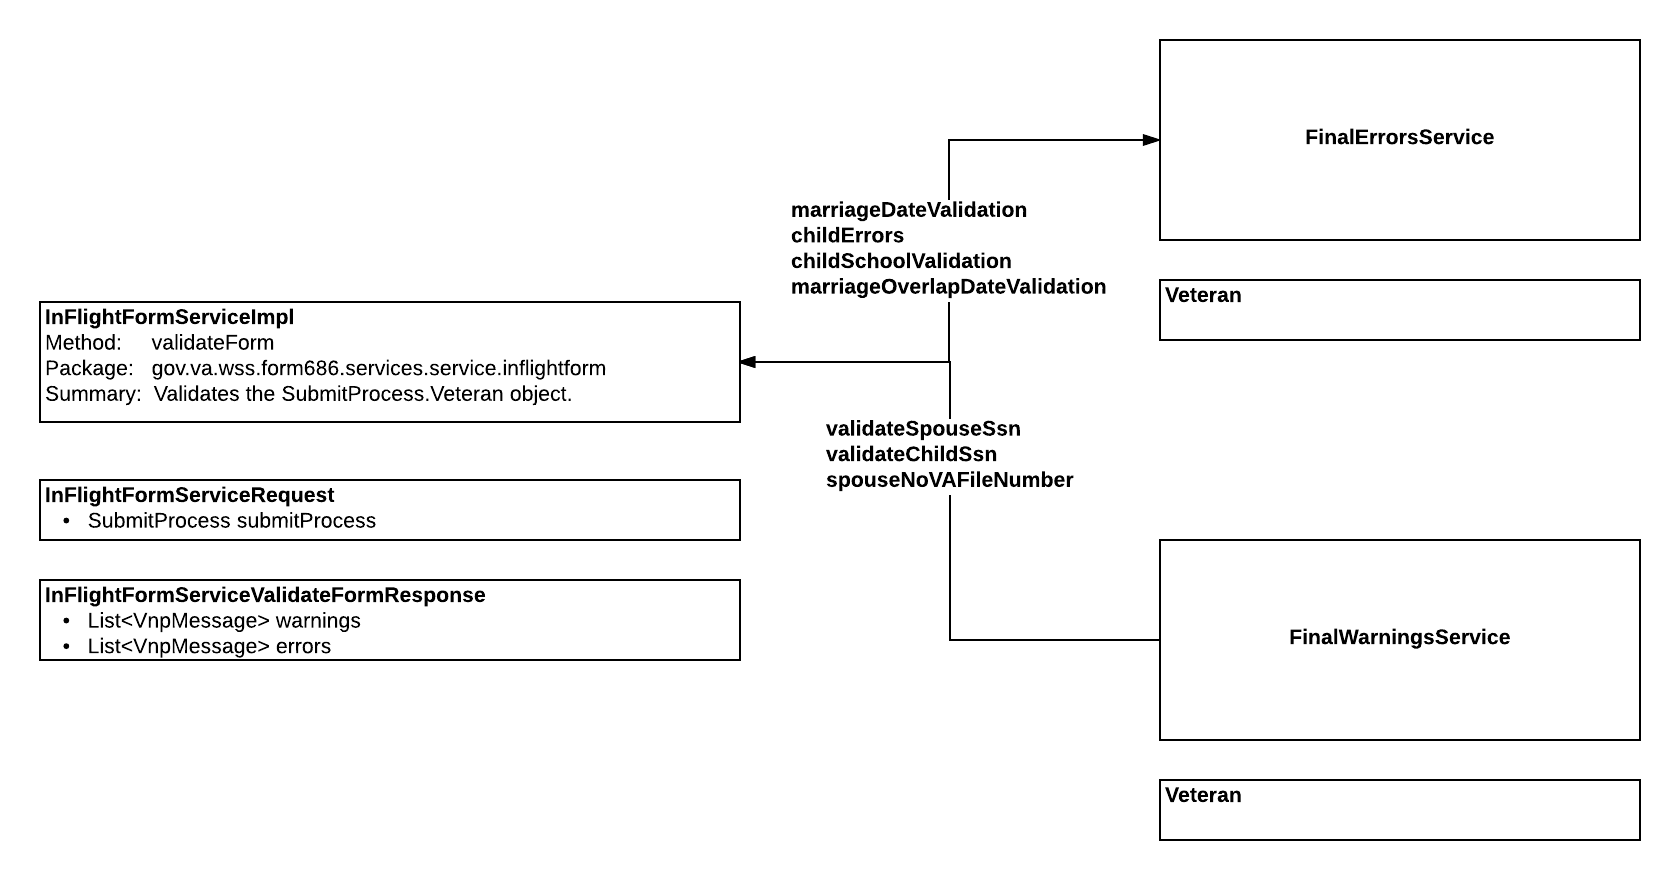 FinalErrorsService
marriageDateValidation
childErrors
childSchoolValidation
marriageOverlapDateValidation
Veteran
InFlightFormServiceImpl
Method: validateForm
Package: gov.va.wss.form686.services.service.inflightform
Summary: Validates the SubmitProcess.Veteran object.
validateSpouseSsn
validateChildSsn
spouseNoVAFileNumber
InFlightFormServiceRequest
• SubmitProcess submitProcess
InFlightFormServiceValidateFormResponse
• List<VnpMessage> warnings
• List<VnpMessage> errors
FinalWarningsService
Veteran